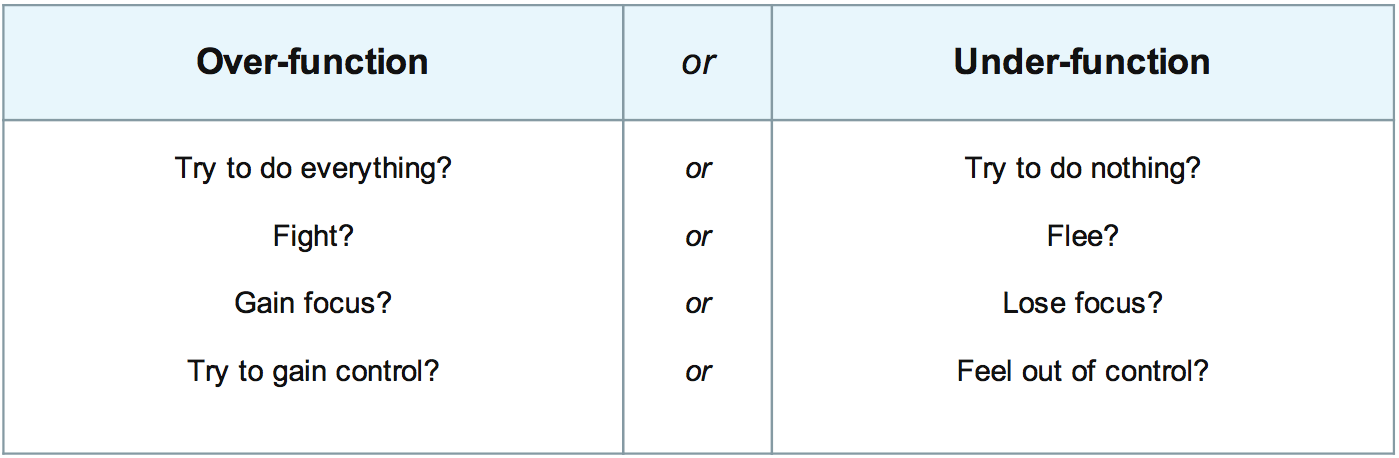 Over-function or Under-function
Try to do everything? or Try to do nothing?
Fight? or Flee?
Gain focus? or Lose focus?
Try to gain control? or Feel out of control?